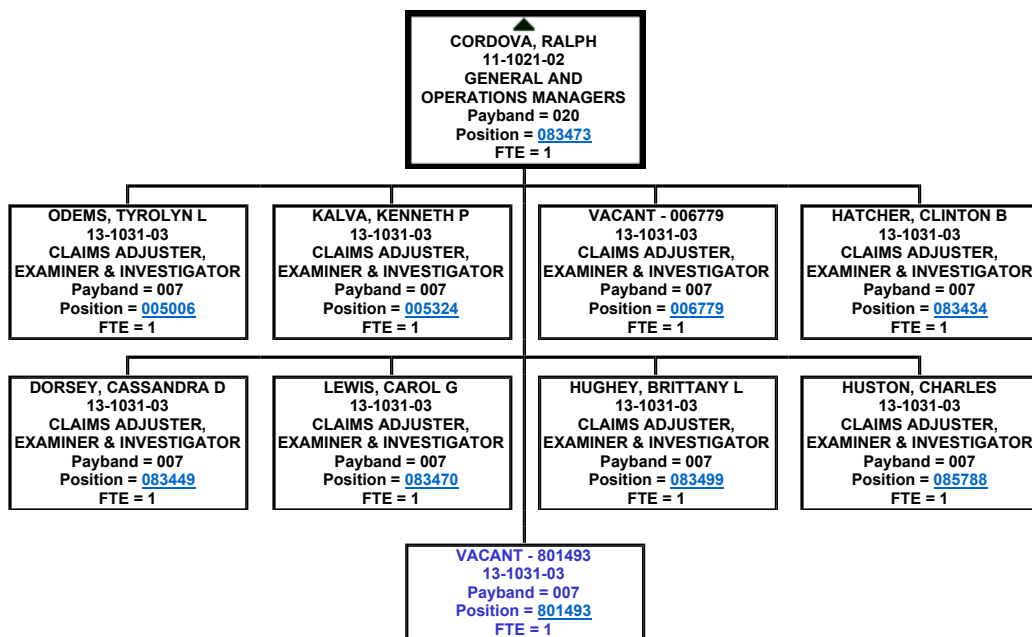 CORDOVA, RALPH
11-1021-02
GENERAL AND
OPERATIONS MANAGERS
Payband = 020
Position = 083473
FTE = 1
ODEMS, TYROLYN L
13-1031-03
CLAIMS ADJUSTER,
EXAMINER & INVESTIGATOR
Payband = 007
Position = 005006
FTE = 1
KALVA, KENNETH P
13-1031-03
CLAIMS ADJUSTER,
EXAMINER & INVESTIGATOR
Payband = 007
Position = 005324
FTE = 1
VACANT - 006779
13-1031-03
CLAIMS ADJUSTER,
EXAMINER & INVESTIGATOR
Payband = 007
Position = 006779
FTE = 1
HATCHER, CLINTON B
13-1031-03
CLAIMS ADJUSTER,
EXAMINER & INVESTIGATOR
Payband = 007
Position = 083434
FTE = 1
DORSEY, CASSANDRA D
13-1031-03
CLAIMS ADJUSTER,
EXAMINER & INVESTIGATOR
Payband = 007
Position = 083449
FTE = 1
LEWIS, CAROL G
13-1031-03
CLAIMS ADJUSTER,
EXAMINER & INVESTIGATOR
Payband = 007
Position = 083470
FTE = 1
HUGHEY, BRITTANY L
13-1031-03
CLAIMS ADJUSTER,
EXAMINER & INVESTIGATOR
Payband = 007
Position = 083499
FTE = 1
HUSTON, CHARLES
13-1031-03
CLAIMS ADJUSTER,
EXAMINER & INVESTIGATOR
Payband = 007
Position = 085788
FTE = 1
VACANT - 801493
13-1031-03
Payband = 007
Position = 801493
FTE = 1